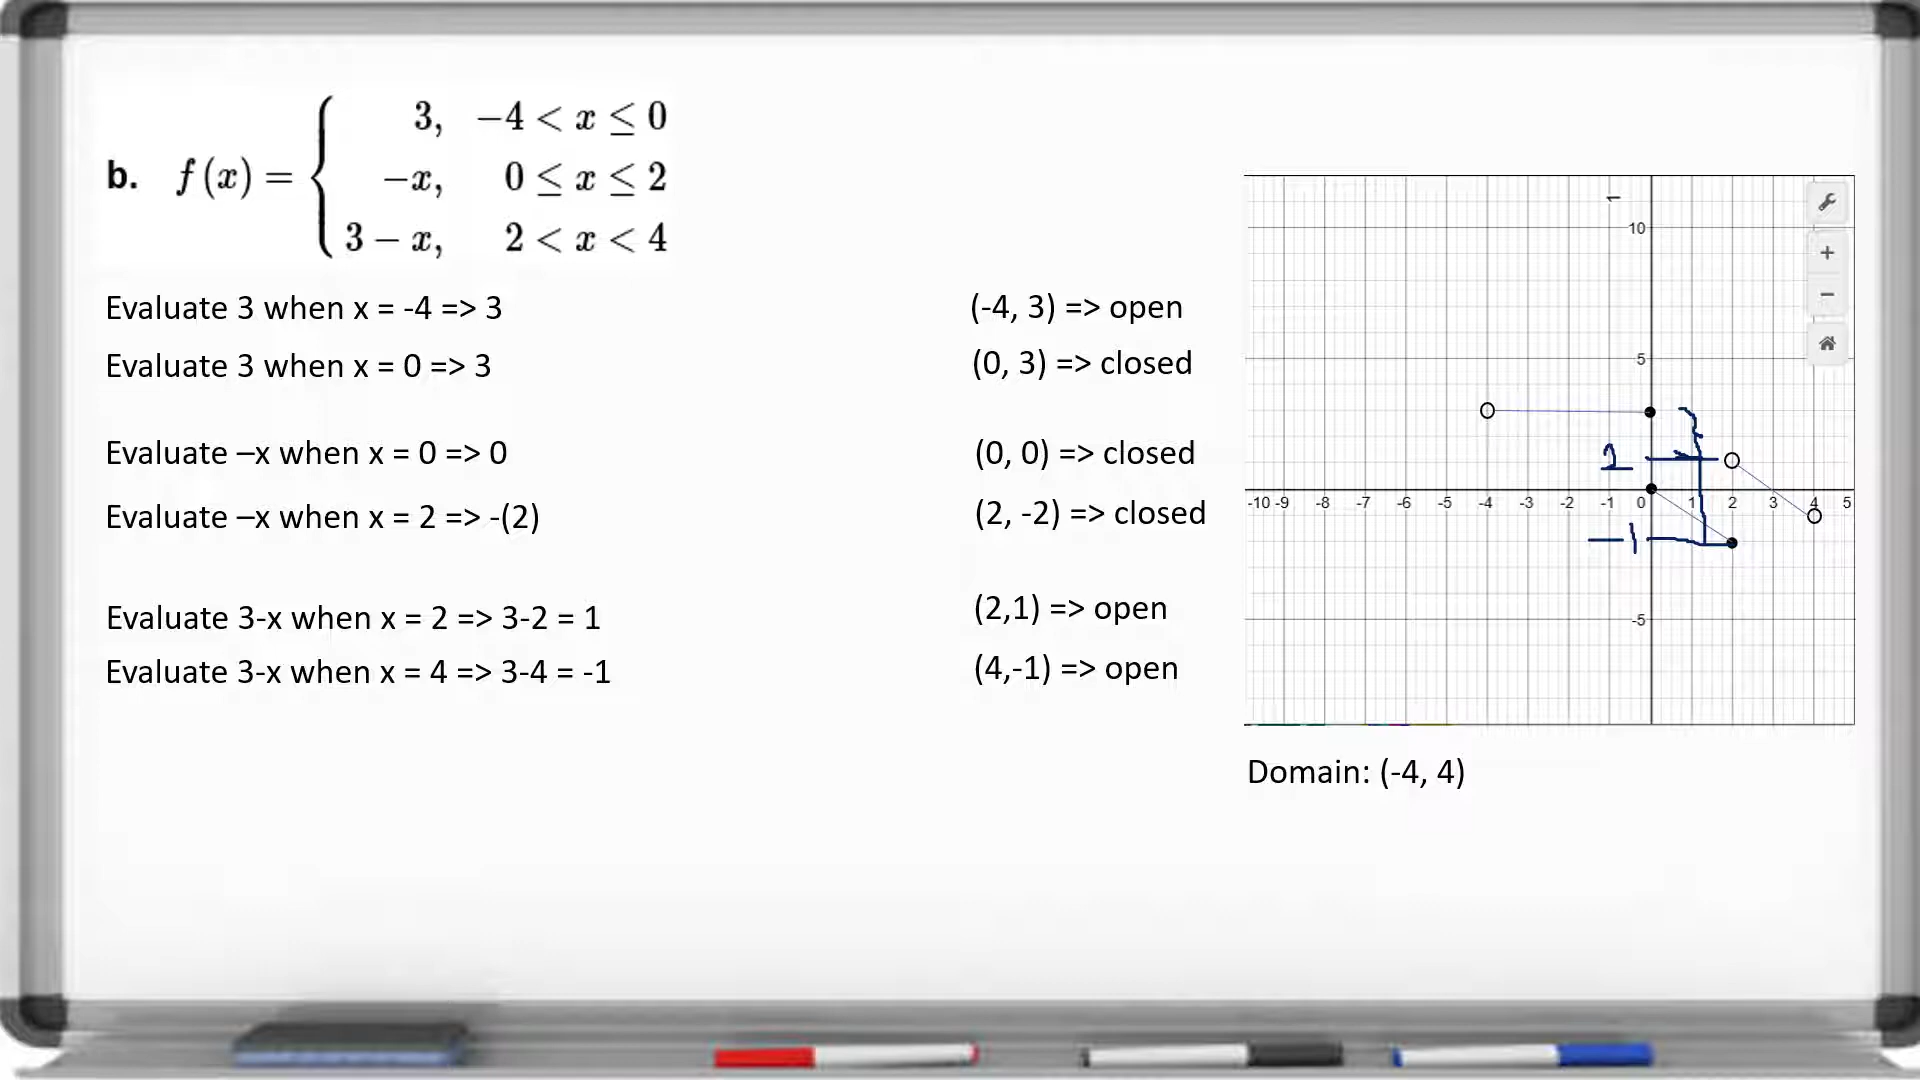 b. f(x) = { 3, −4 < x ≤ 0
−x, 0 ≤ x ≤ 2
3 − x, 2 < x < 4
Evaluate 3 when x = -4 => 3
(-4, 3) => open
Evaluate 3 when x = 0 => 3
(0, 3) => closed
Evaluate –x when x = 0 => 0
(0, 0) => closed
Evaluate –x when x = 2 => -(2)
(2, -2) => closed
Evaluate 3-x when x = 2 => 3-2 = 1
(2,1) => open
Evaluate 3-x when x = 4 => 3-4 = -1
(4,-1) => open
10
5
-10 -9 -8 -7 -6 -5 -4 -3 -2 -1 0 1 2 3 4 5
-1
-5
+
−
Domain: (-4, 4)